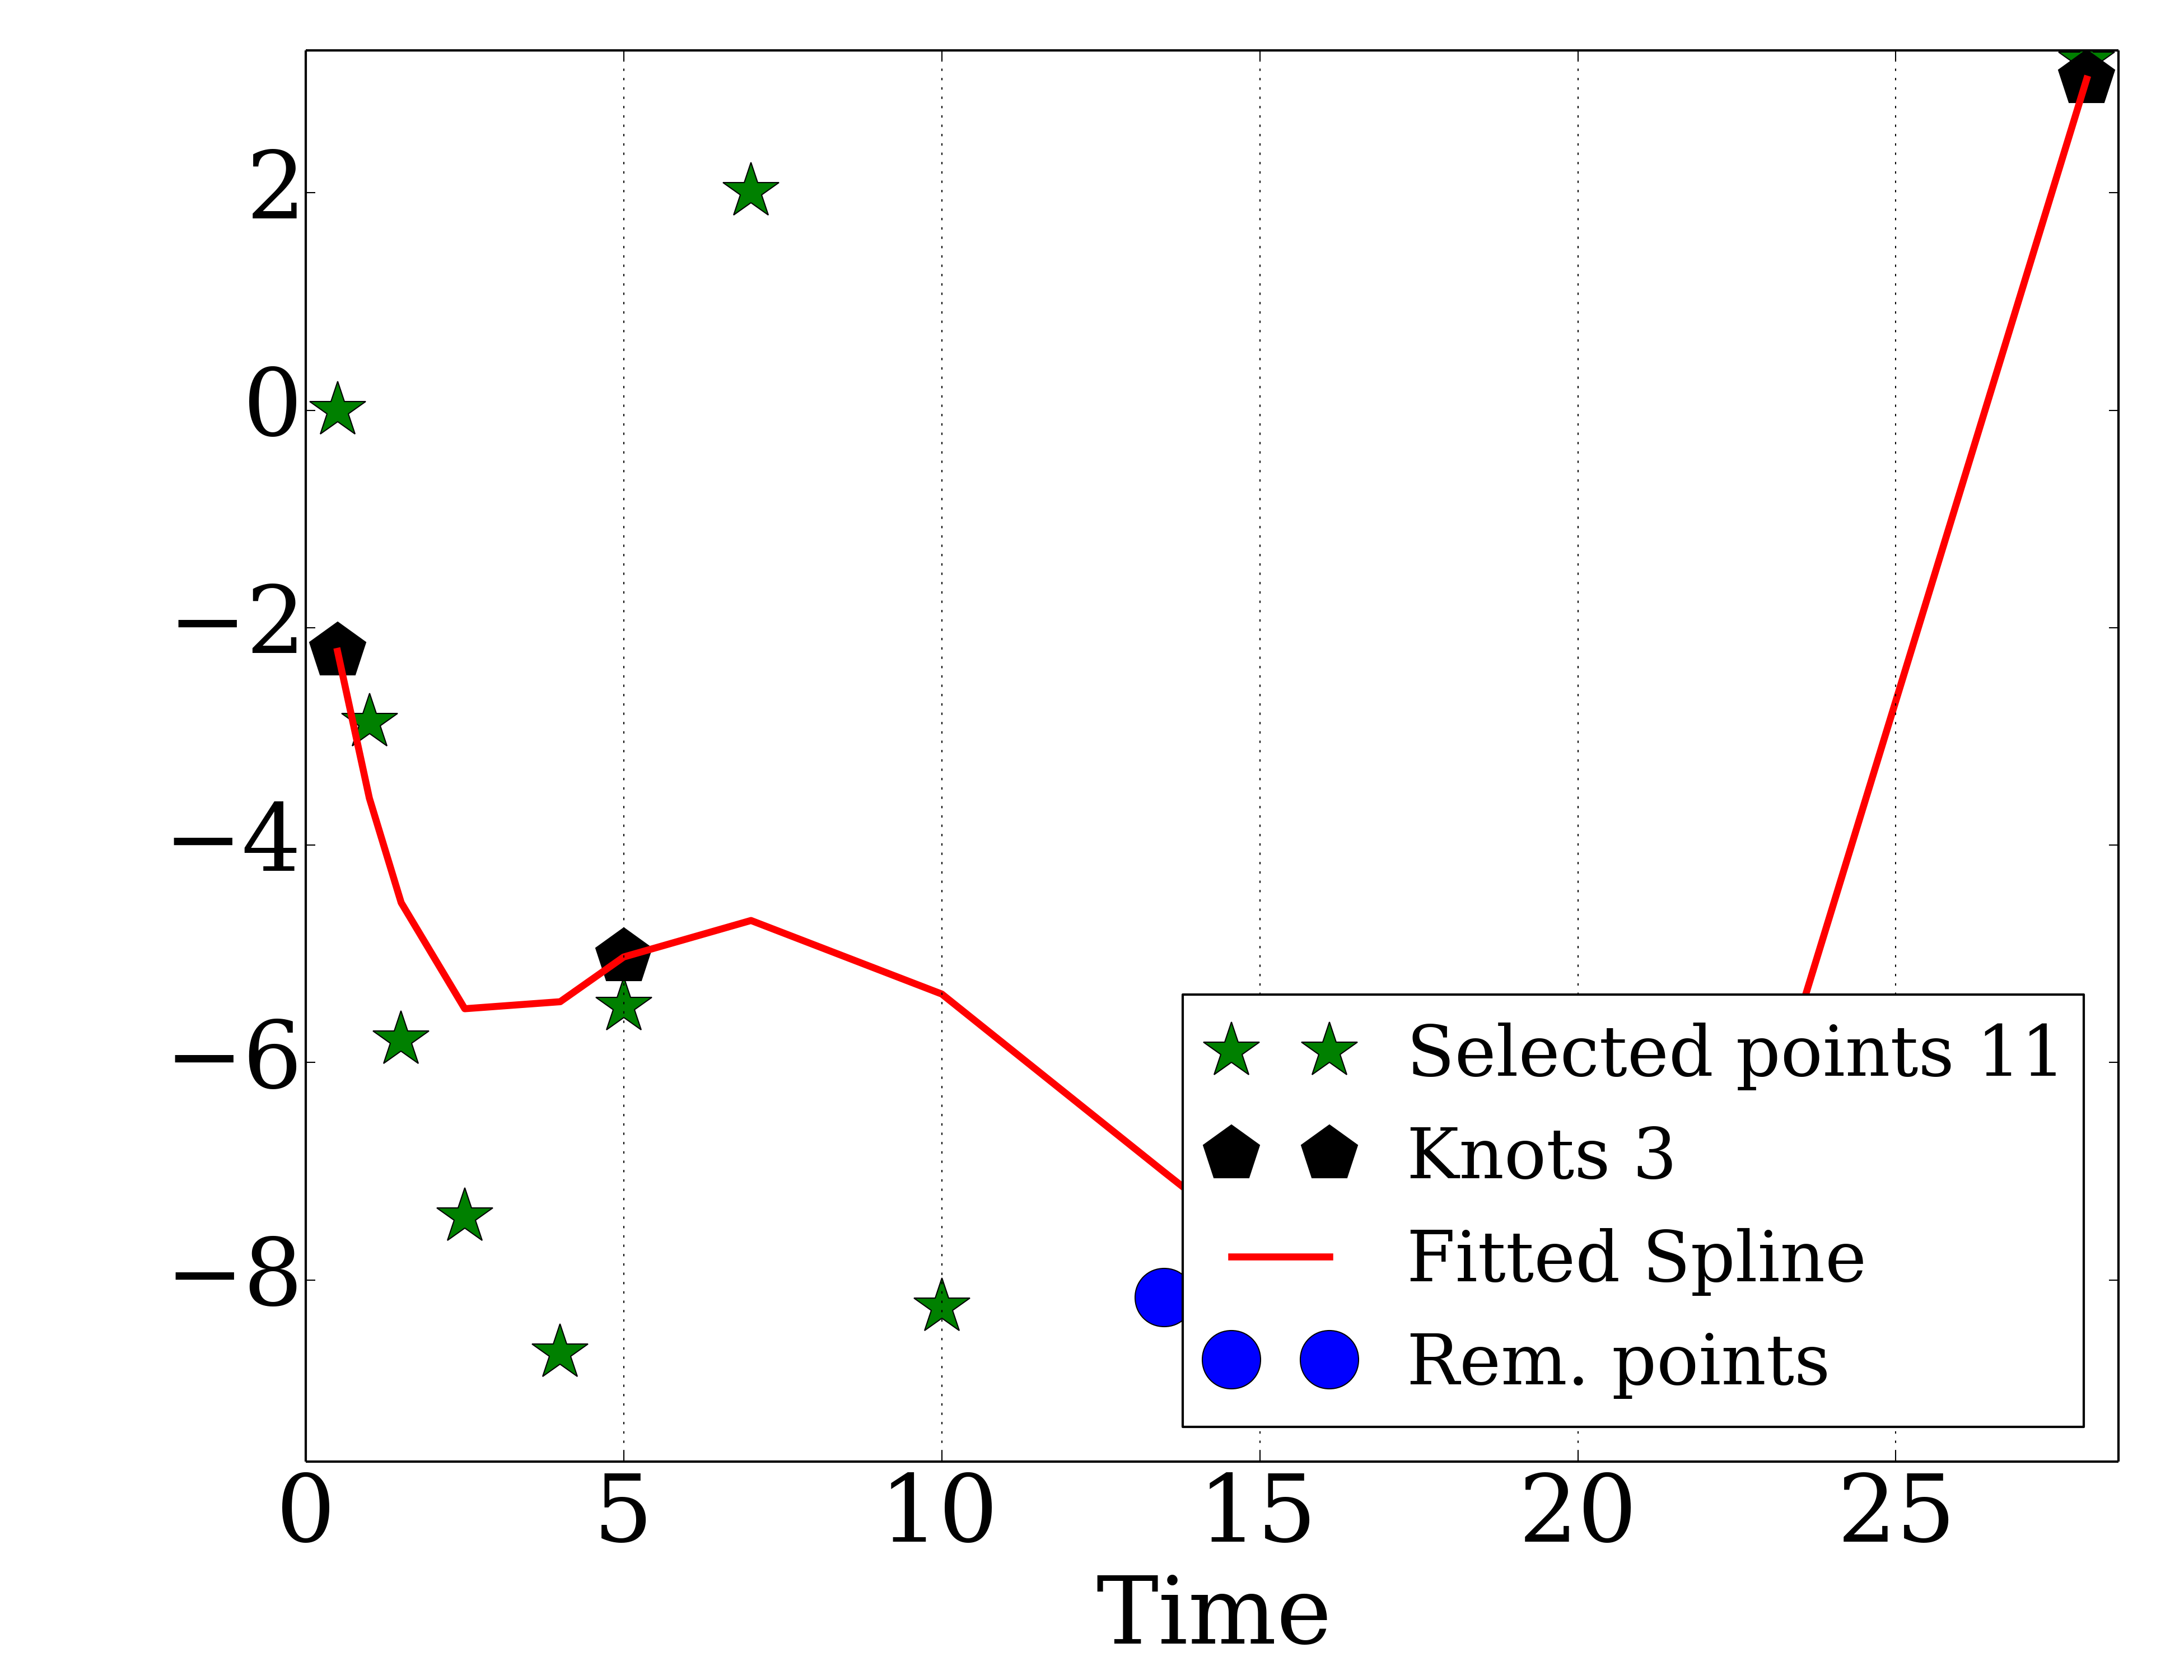 2
0
−2
−4
−6
−8
Selected points 11
Knots 3
Fitted Spline
Rem. points
0 5 10 15 20 25
Time